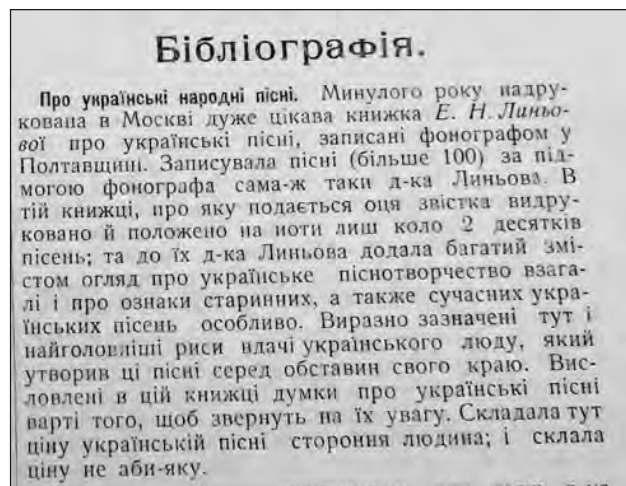 Бібліографія.
Про українські народні пісні. Минулого року надру-
кована в Москві дуже цікава книжка Е. Н. Линьо-
вої про українські пісні, записані фонографом у
Полтавщині. Записувала пісні (більше 100) за під-
могою фонографа сама-ж таки д-ка Линьова. В
тій книжці, про яку подається оця звістка видру-
ковано й положено на ноти лиш коло 2 десятків
пісень; та до їх д-ка Линьова додала багатий змі-
стом огляд про українське піснотворчество взага-
лі і про ознаки старинних, а также сучасних укра-
їнських пісень особливо. Виразно зазначені тут і
найголовніші риси вдачі українського люду, який
утворив ці пісні серед обставин свого краю. Вис-
ловлені в цій книжці думки про українські пісні
варті того, щоб звернуть на їх увагу. Складала тут
ціну українській пісні стороння людина; і склала
ціну не аби-яку.